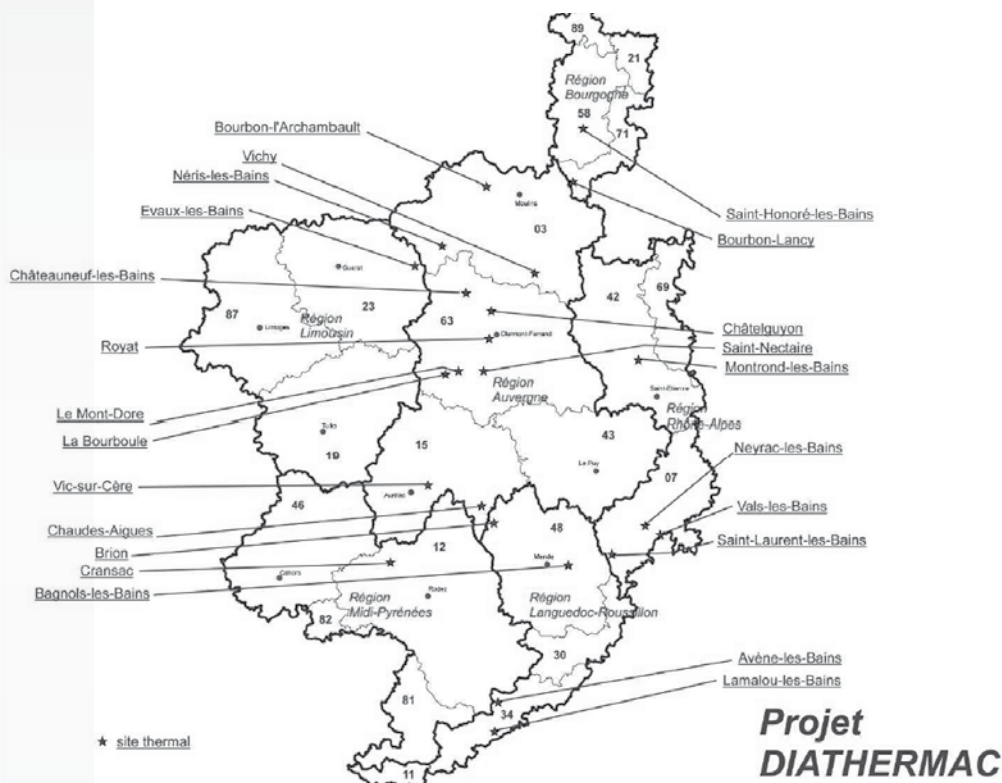 89
21
Région
Bourgogne
58
71
Bourbon-l'Archambault
Vichy
Néris-les-Bains
Evaux-les-Bains
Moulins
03
Saint-Honoré-les-Bains
Bourbon-Lancy
Châteauneuf-les-Bains
Guéret
87
23
63
42
69
Limoges
Région
Limousin
Clermont-Ferrand
Châtelguyon
Royat
Saint-Nectaire
Montrond-les-Bains
Région
Auvergne
Saint-Etienne
Région
Rhône-Alpes
Le Mont-Dore
La Bourboule
Tulle
19
15
43
Le Puy
07
Neyrac-les-Bains
Vic-sur-Cère
Aurillac
46
Vals-les-Bains
Chaudes-Aigues
12
48
Brion
Saint-Laurent-les-Bains
Cransac
Mende
Cahors
Bagnols-les-Bains
Région
Midi-Pyrénées
Rodez
Région
Languedoc-Roussillon
82
30
Avène-les-Bains
Lamalou-les-Bains
81
34
★ site thermal
11
Projet
DIATHERMAC